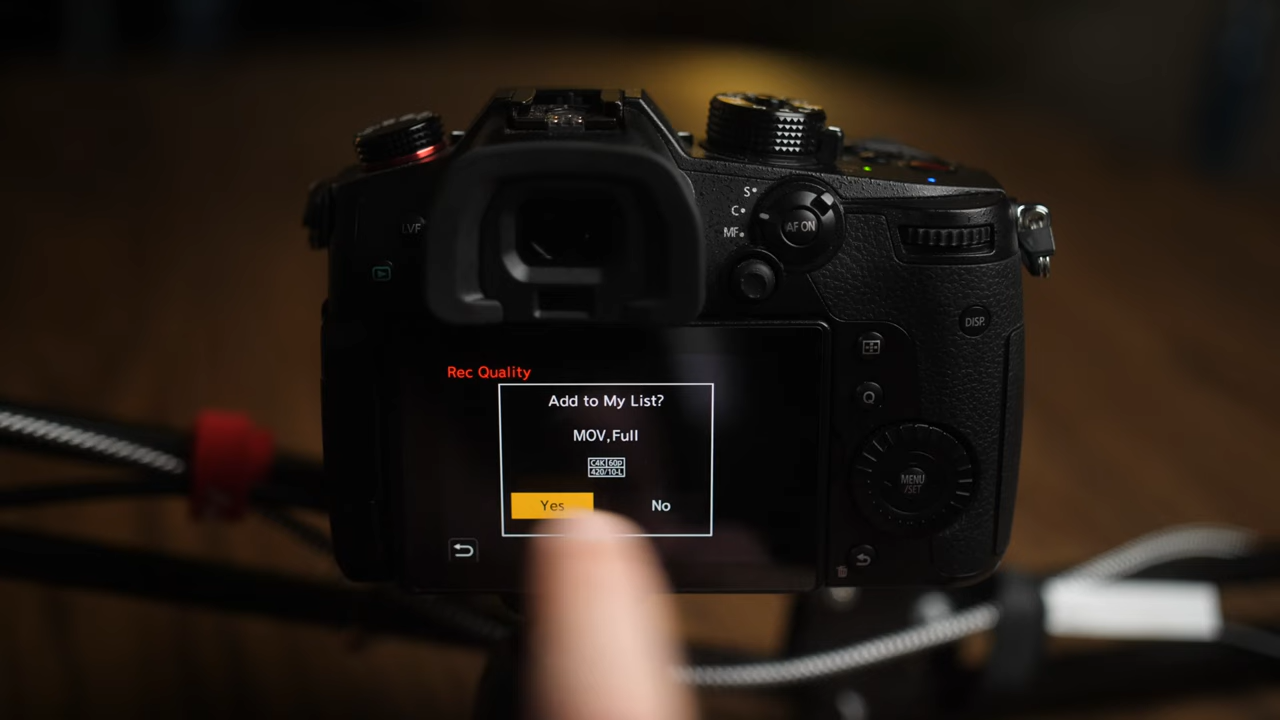 S
C
MF
AF ON
LVF
DISP.
Rec Quality
Add to My List?
MOV,Full
Q
C4K 60p
420/10-L
MENU
/SET
Yes No